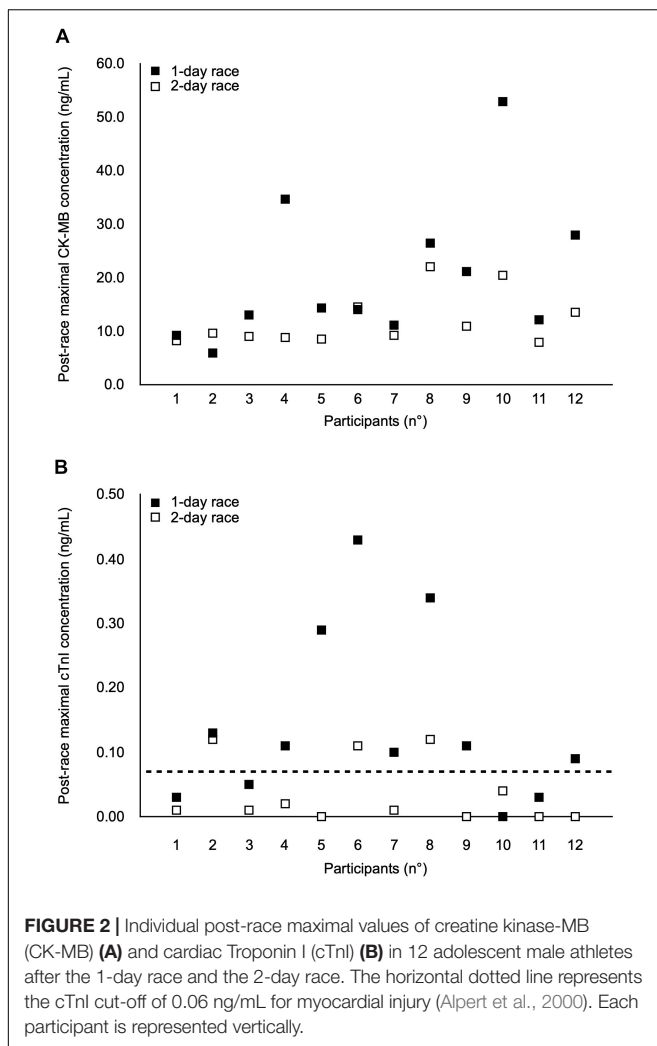 A
60.0
50.0
40.0
30.0
20.0
10.0
0.0
Post-race maximal CK-MB concentration (ng/mL)
1-day race
2-day race
1 2 3 4 5 6 7 8 9 10 11 12
Participants (n°)
B
0.50
0.40
0.30
0.20
0.10
0.00
Post-race maximal cTnI concentration (ng/mL)
1-day race
2-day race
1 2 3 4 5 6 7 8 9 10 11 12
Participants (n°)
FIGURE 2 | Individual post-race maximal values of creatine kinase-MB
(CK-MB) (A) and cardiac Troponin I (cTnI) (B) in 12 adolescent male athletes
after the 1-day race and the 2-day race. The horizontal dotted line represents
the cTnI cut-off of 0.06 ng/mL for myocardial injury (Alpert et al., 2000). Each
participant is represented vertically.